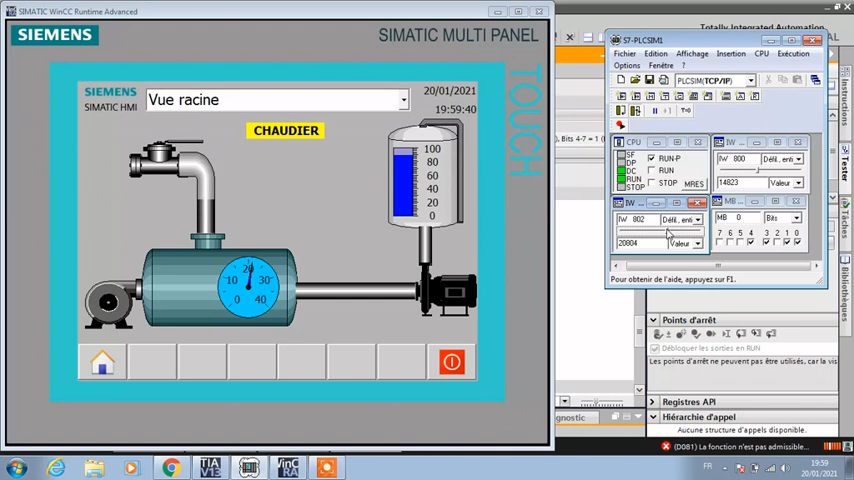 SIMATIC WinCC Runtime Advanced
SIEMENS
SIMATIC MULTI PANEL
TOUCH
SIEMENS
SIMATIC HMI
Vue racine
20/01/2021
19:59:40
CHAUDIER
100
80
60
40
20
0
20
10
30
0
40
Totally Integrated Automation
S7-PLCSIM1
Fichier Edition Affichage Insertion CPU Exécution
Options Fenêtre ?
PLCSIM(TCP/IP)
CPU
SF
DP
DC
RUN
STOP
RUN-P
RUN
STOP
MRES
IW ...
IW 800
Défil., enti
14823
Valeur
IW ...
IW 802
Défil., enti
20804
Valeur
MB ...
MB 0
Bits
7 6 5 4 3 2 1 0
Pour obtenir de l'aide, appuyez sur F1.
, Bits 4-7 = 1 (
Tester
Tâches
Bibliothèques
Points d'arrêt
Débloquer les sorties en RUN
Les points d'arrêt ne peuvent pas être utilisés, car la vis
Registres API
Hiérarchie d'appel
Aucune structure d'appels disponible.
gnostic
(D081) La fonction n'est pas admissible...
TIA
V13
WinC
RA
FR
19:59
20/01/2021